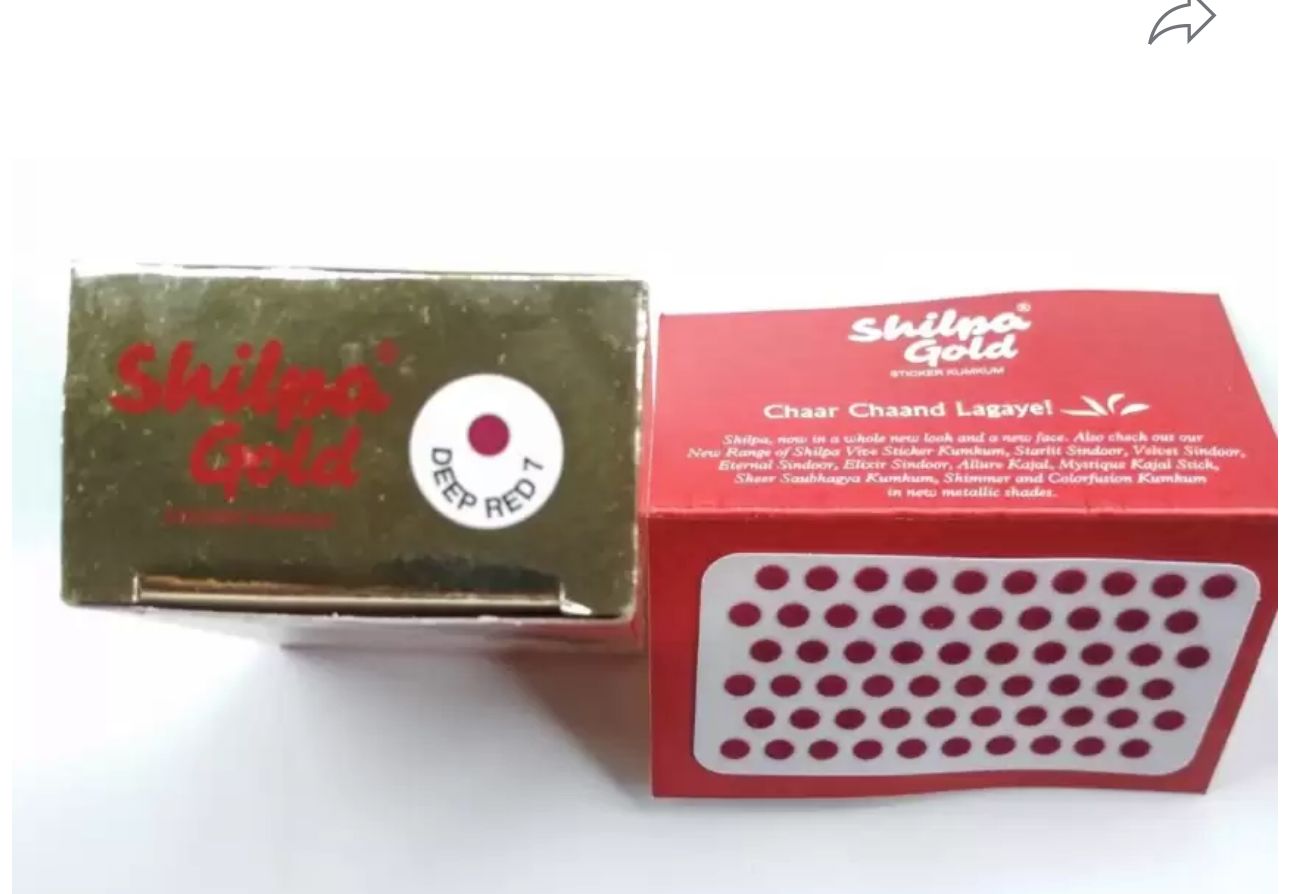 Shilpa
Gold
DEEP RED 7
Shilpa®
Gold
STICKER KUMKUM
Chaar Chaand Lagaye!
Shilpa, now in a whole new look and a new face. Also check out our
New Range of Shilpa Viva Sticker Kumkum, Starlit Sindoor, Velvet Sindoor,
Eternal Sindoor, Elixir Sindoor, Allure Kajal, Mystique Kajal Stick,
Sheer Saubhagya Kumkum, Shimmer and Colorfusion Kumkum
in new metallic shades.